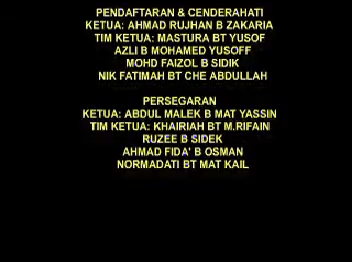 PENDAFTARAN & CENDERAHATI
KETUA: AHMAD RUJHAN B ZAKARIA
TIM KETUA: MASTURA BT YUSOF
AZLI B MOHAMED YUSOFF
MOHD FAIZOL B SIDIK
NIK FATIMAH BT CHE ABDULLAH
PERSEGARAN
KETUA: ABDUL MALEK B MAT YASSIN
TIM KETUA: KHAIRIAH BT M.RIFAIN
RUZEE B SIDEK
AHMAD FIDA' B OSMAN
NORMADATI BT MAT KAIL